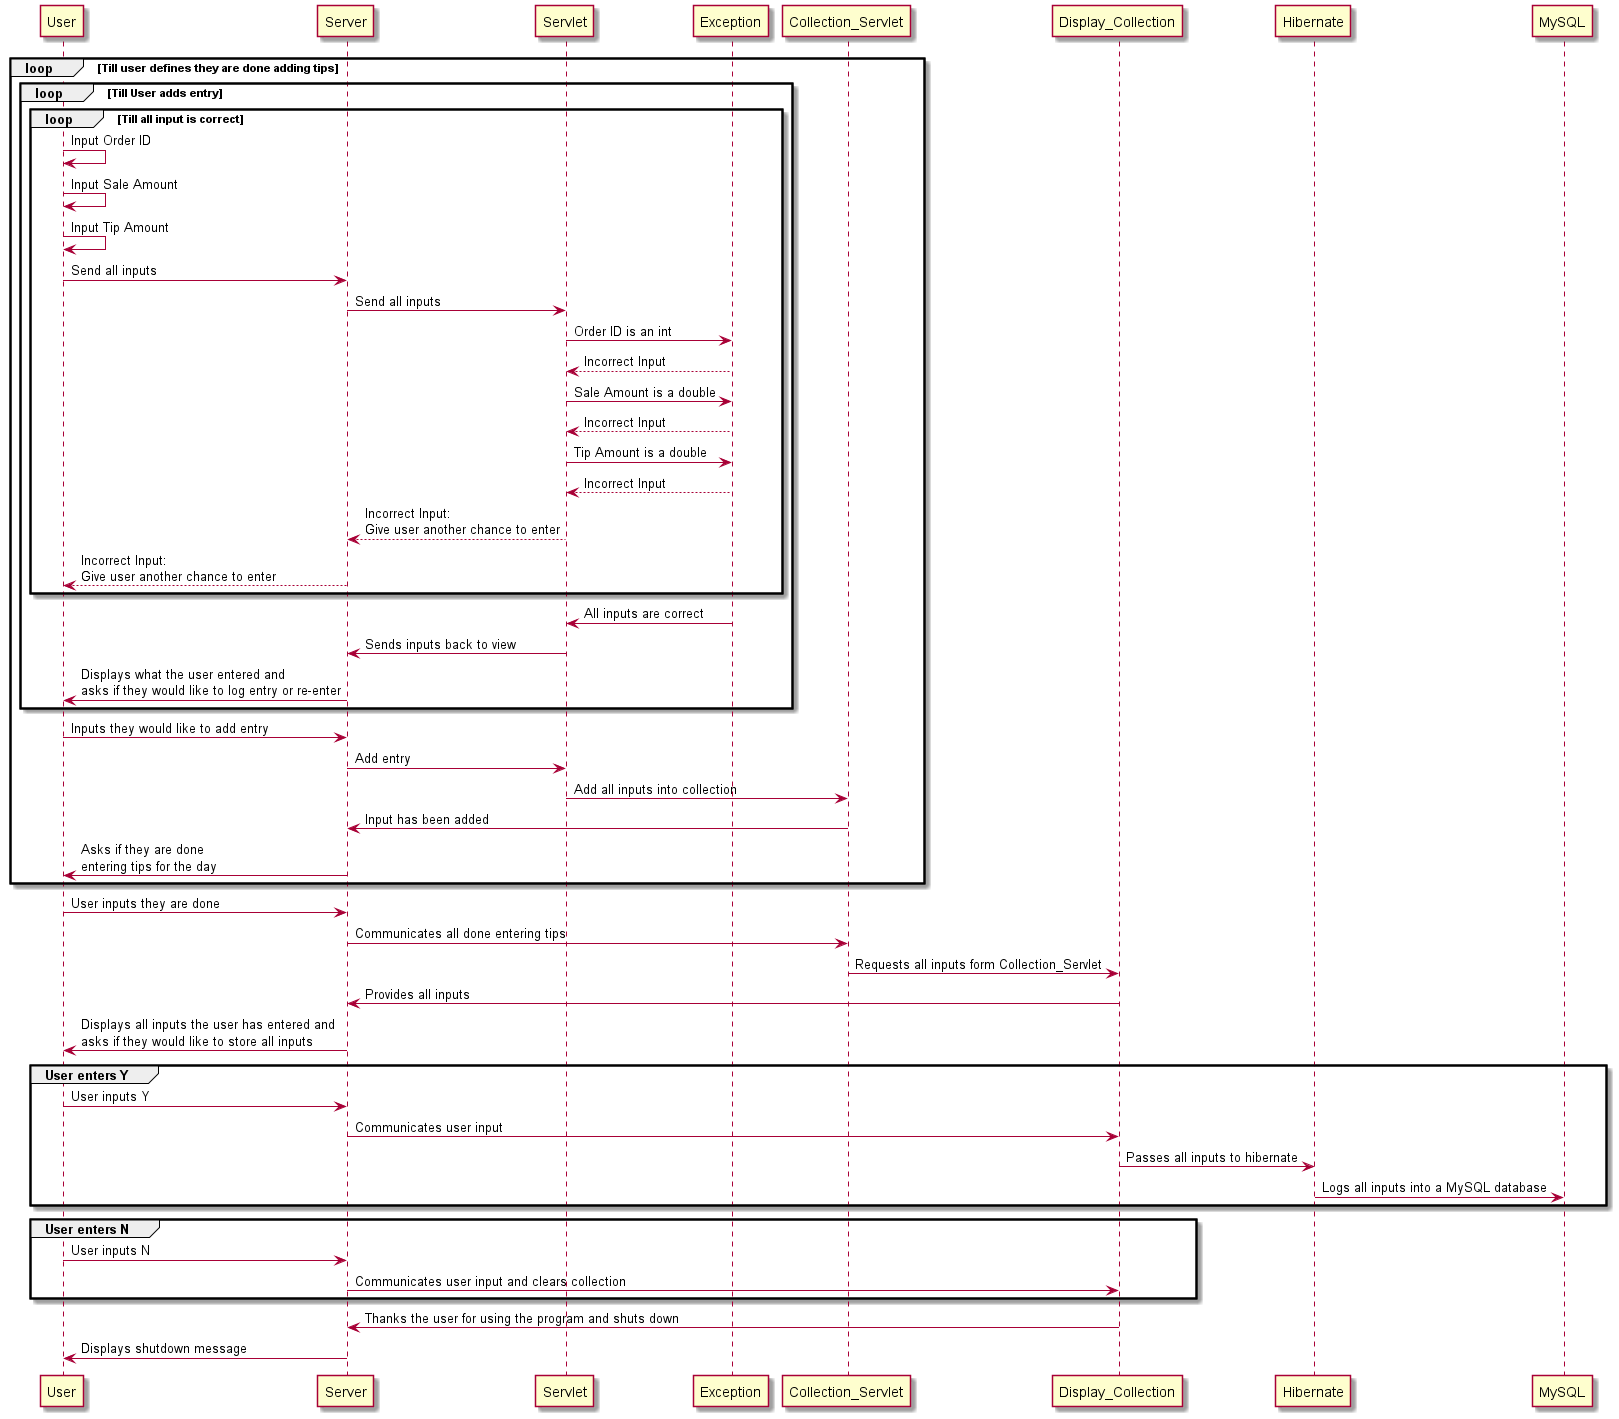 User Server Servlet Exception Collection_Servlet Display_Collection Hibernate MySQL
loop [Till user defines they are done adding tips]
loop [Till User adds entry]
loop [Till all input is correct]
Input Order ID
Input Sale Amount
Input Tip Amount
Send all inputs
Send all inputs
Order ID is an int
Incorrect Input
Sale Amount is a double
Incorrect Input
Tip Amount is a double
Incorrect Input
Incorrect Input:
Give user another chance to enter
Incorrect Input:
Give user another chance to enter
All inputs are correct
Sends inputs back to view
Displays what the user entered and
asks if they would like to log entry or re-enter
Inputs they would like to add entry
Add entry
Add all inputs into collection
Input has been added
Asks if they are done
entering tips for the day
User inputs they are done
Communicates all done entering tips
Requests all inputs form Collection_Servlet
Provides all inputs
Displays all inputs the user has entered and
asks if they would like to store all inputs
User enters Y
User inputs Y
Communicates user input
Passes all inputs to hibernate
Logs all inputs into a MySQL database
User enters N
User inputs N
Communicates user input and clears collection
Thanks the user for using the program and shuts down
Displays shutdown message
User Server Servlet Exception Collection_Servlet Display_Collection Hibernate MySQL